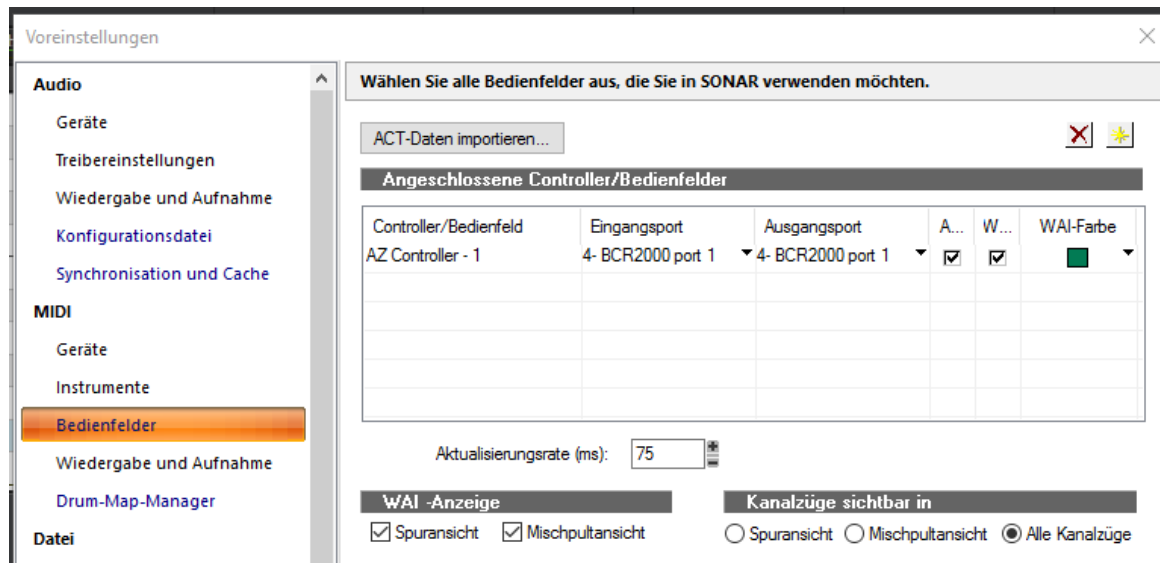 Voreinstellungen
Audio
Geräte
Treibereinstellungen
Wiedergabe und Aufnahme
Konfigurationsdatei
Synchronisation und Cache
MIDI
Geräte
Instrumente
Bedienfelder
Wiedergabe und Aufnahme
Drum-Map-Manager
Datei
Wählen Sie alle Bedienfelder aus, die Sie in SONAR verwenden möchten.
ACT-Daten importieren...
Angeschlossene Controller/Bedienfelder
Controller/Bedienfeld Eingangsport Ausgangsport A... W... WAI-Farbe
AZ Controller - 1 4- BCR2000 port 1 4- BCR2000 port 1
Aktualisierungsrate (ms): 75
WAI -Anzeige
Spuransicht Mischpultansicht
Kanalzüge sichtbar in
Spuransicht Mischpultansicht Alle Kanalzüge